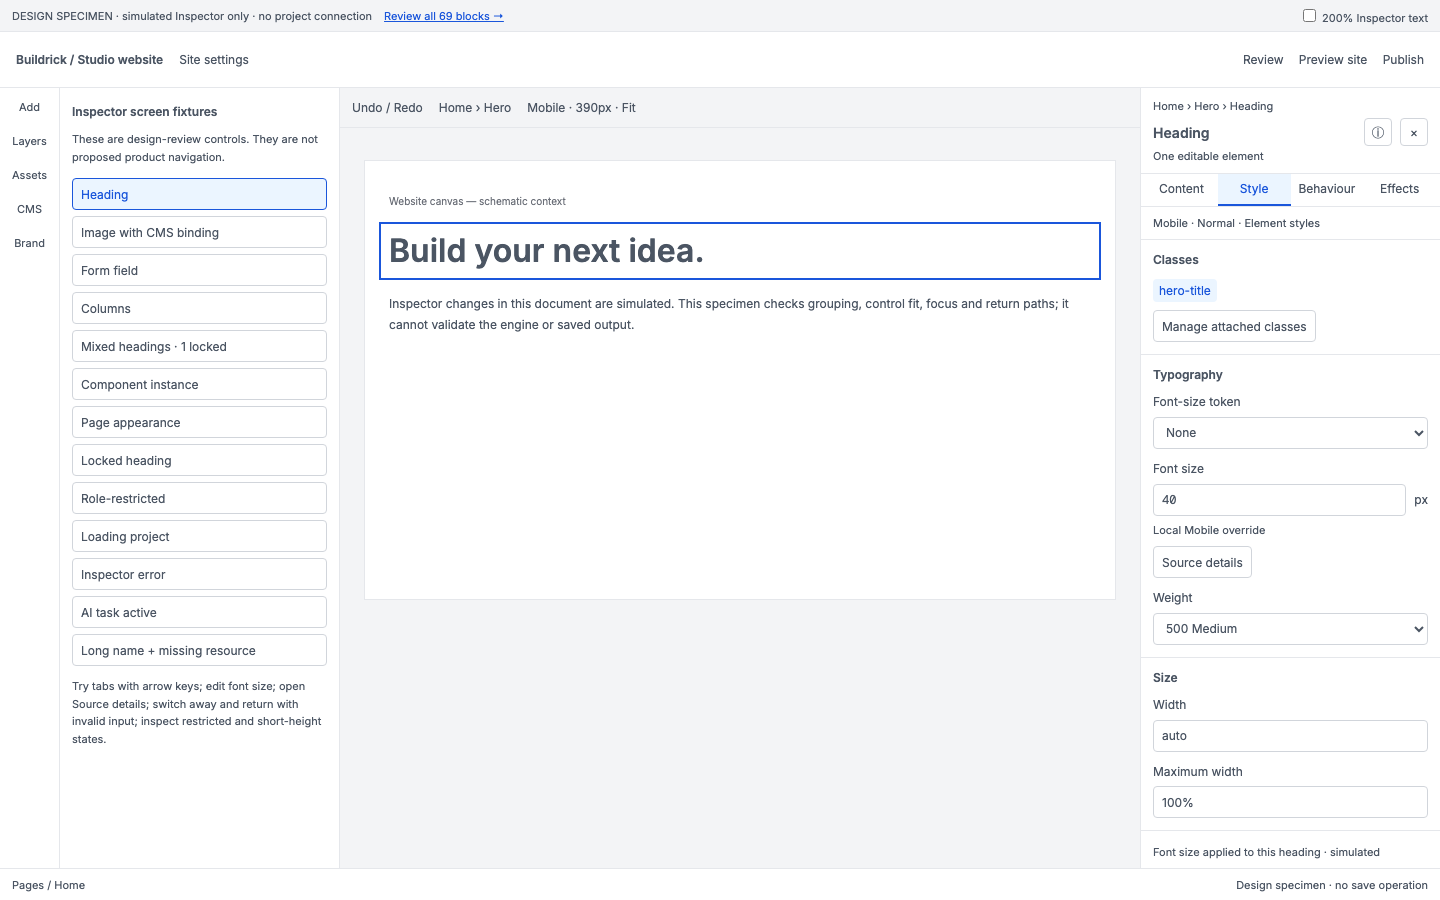 DESIGN SPECIMEN · simulated Inspector only · no project connection
Review all 69 blocks →
200% Inspector text
Buildrick / Studio website
Site settings
Review
Preview site
Publish
Add
Layers
Assets
CMS
Brand
Inspector screen fixtures
These are design-review controls. They are not
proposed product navigation.
Heading
Image with CMS binding
Form field
Columns
Mixed headings · 1 locked
Component instance
Page appearance
Locked heading
Role-restricted
Loading project
Inspector error
AI task active
Long name + missing resource
Try tabs with arrow keys; edit font size; open
Source details; switch away and return with
invalid input; inspect restricted and short-height
states.
Undo / Redo
Home › Hero
Mobile · 390px · Fit
Website canvas — schematic context
Build your next idea.
Inspector changes in this document are simulated. This specimen checks grouping, control fit, focus and return paths; it
cannot validate the engine or saved output.
Home › Hero › Heading
Heading
ⓘ
×
One editable element
Content
Style
Behaviour
Effects
Mobile · Normal · Element styles
Classes
hero-title
Manage attached classes
Typography
Font-size token
None
Font size
40
px
Local Mobile override
Source details
Weight
500 Medium
Size
Width
auto
Maximum width
100%
Font size applied to this heading · simulated
Pages / Home
Design specimen · no save operation